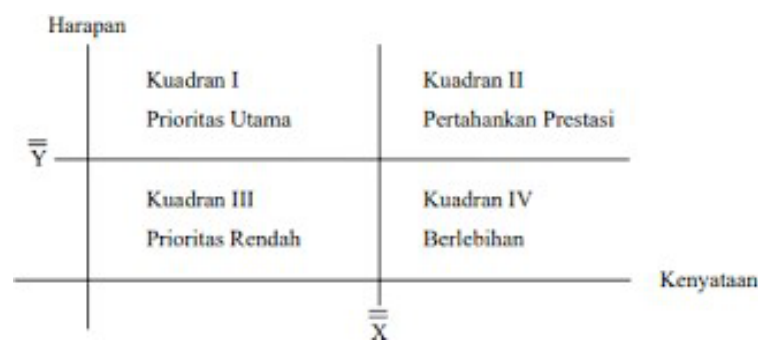 Harapan
Kuadran I
Prioritas Utama
Kuadran II
Pertahankan Prestasi
Y̿
Kuadran III
Prioritas Rendah
Kuadran IV
Berlebihan
Kenyataan
X̿